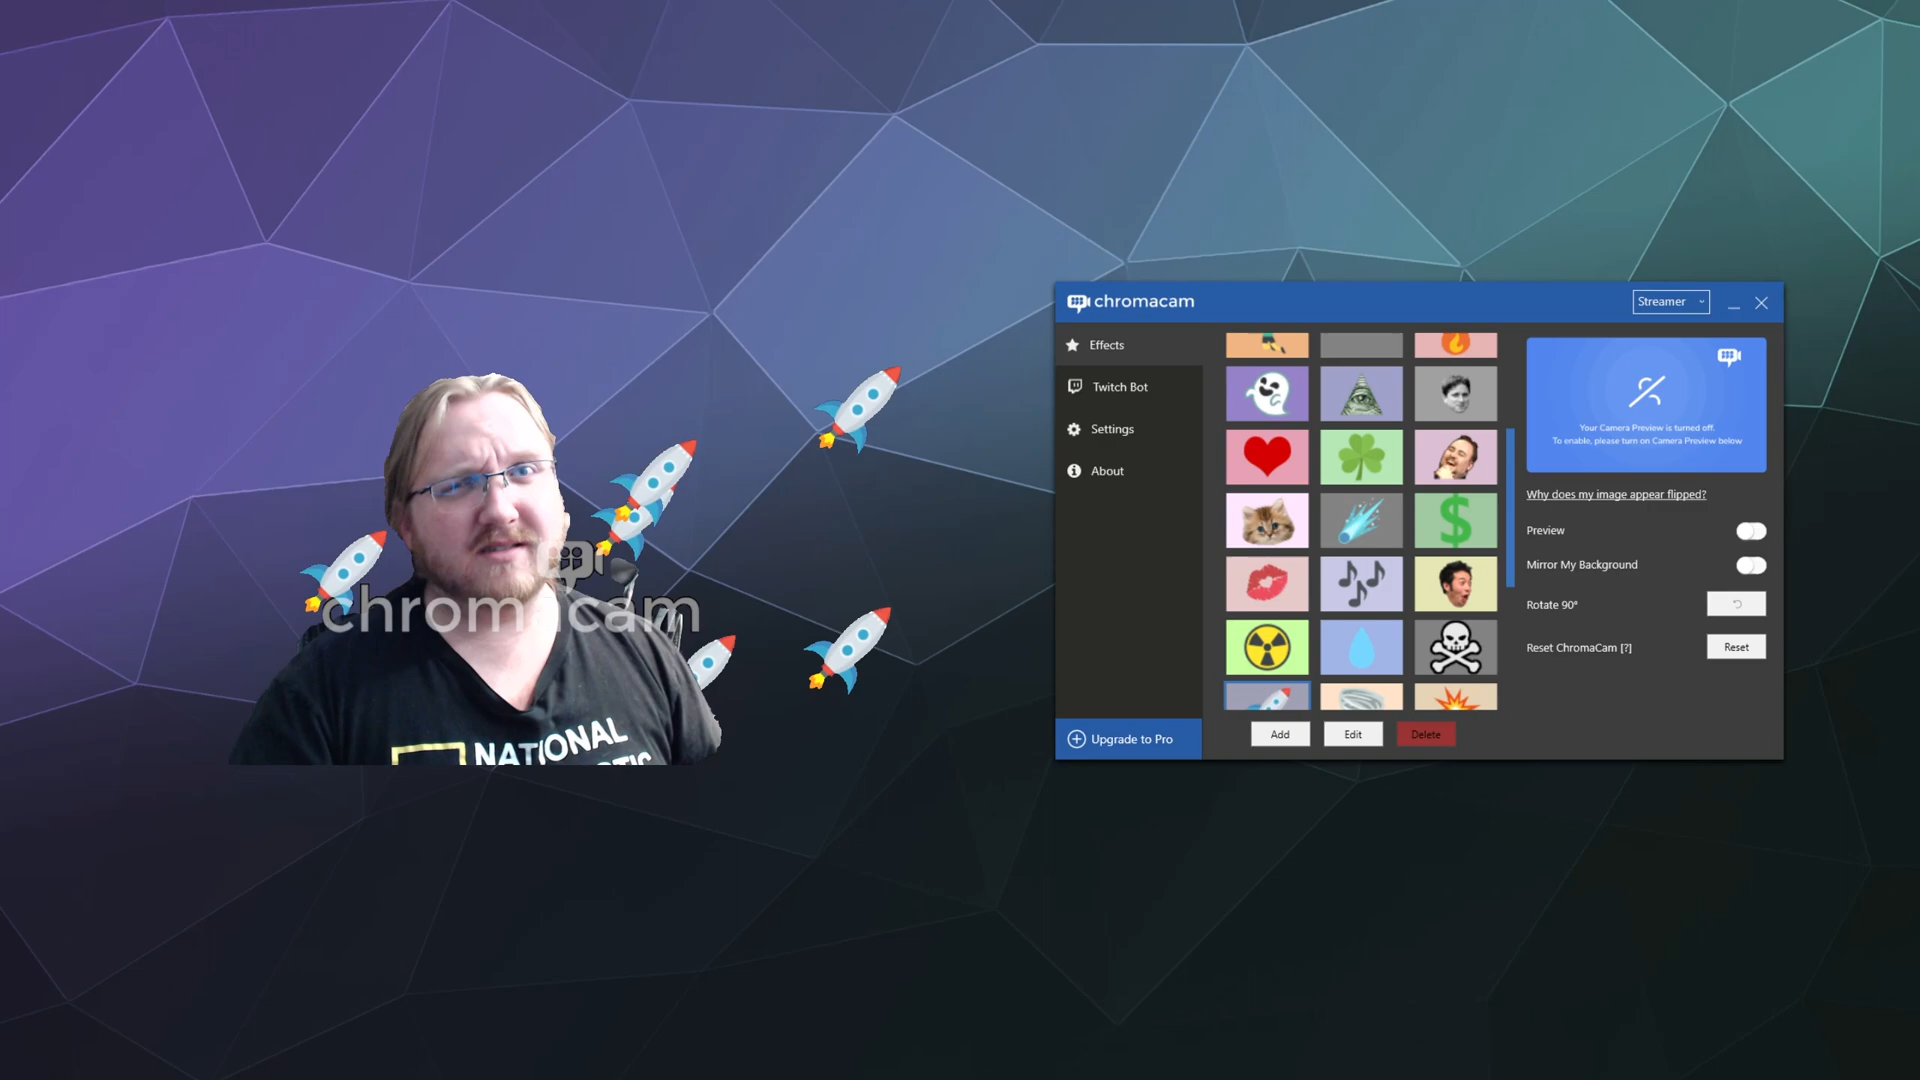 chromacam
NATIONAL
chromacam
Streamer
Effects
Twitch Bot
Settings
About
Upgrade to Pro
Add
Edit
Delete
Your Camera Preview is turned off.
To enable, please turn on Camera Preview below
Why does my image appear flipped?
Preview
Mirror My Background
Rotate 90°
Reset ChromaCam [?]
Reset